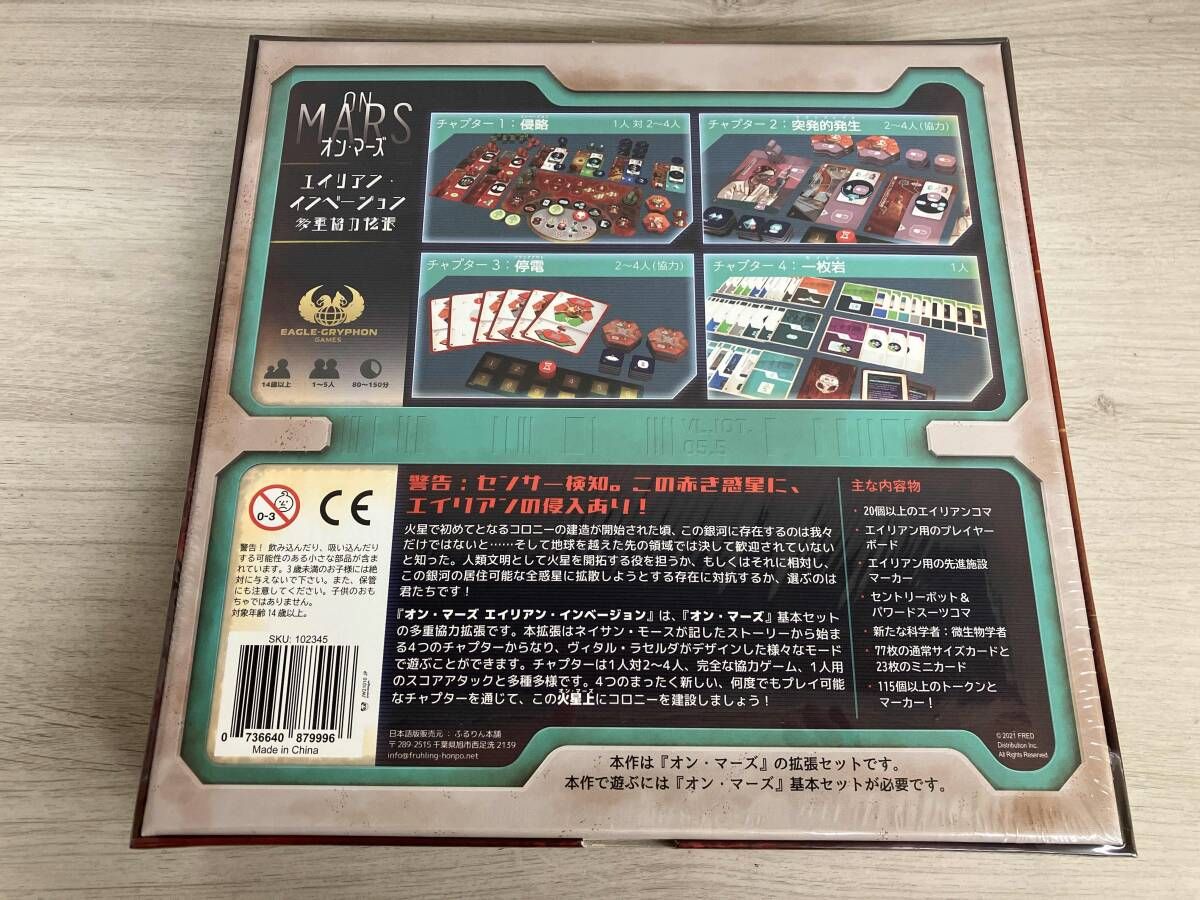 ON
MARS
オン・マーズ
エイリアン・
インベージョン
多重協力拡張
EAGLE-GRYPHON
GAMES
14歳以上
1〜5人
80〜150分
チャプター 1：侵略
1人 対 2〜4人
チャプター 2：突発的発生
2〜4人(協力)
チャプター 3：停電
2〜4人(協力)
チャプター 4：一枚岩
1人
VL.IOT.
05.5
0-3
CE
警告！ 飲み込んだり、吸い込んだり
する可能性のある小さな部品が含ま
れています。3歳未満のお子様には絶
対に与えないで下さい。また、保管
にも注意してください。子供のおも
ちゃではありません。
対象年齢14歳以上。
SKU: 102345
0 736640 879996
Made in China
警告：センサー検知。この赤き惑星に、
エイリアンの侵入あり！
火星で初めてとなるコロニーの建造が開始された頃、この銀河に存在するのは我々
だけではないと……そして地球を越えた先の領域では決して歓迎されていない
と知った。人類文明として火星を開拓する役を担うか、もしくはそれに相対し、
この銀河の居住可能な全惑星に拡散しようとする存在に対抗するか、選ぶのは
君たちです！
『オン・マーズ エイリアン・インベージョン』は、『オン・マーズ』基本セット
の多重協力拡張です。本拡張はネイサン・モースが記したストーリーから始ま
る4つのチャプターからなり、ヴィタル・ラセルダがデザインした様々なモード
で遊ぶことができます。チャプターは1人対2〜4人、完全な協力ゲーム、1人用
のスコアアタックと多種多様です。4つのまったく新しい、何度でもプレイ可能
なチャプターを通じて、この火星上にコロニーを建設しましょう！
オン・マーズ
日本語版販売元：ふるりん本舗
〒289-2515 千葉県旭市西足洗 2139
info@fruhling-honpo.net
主な内容物
・20個以上のエイリアンコマ
・エイリアン用のプレイヤー
ボード
・エイリアン用の先進施設
マーカー
・セントリーボット＆
パワードスーツコマ
・新たな科学者：微生物学者
・77枚の通常サイズカードと
23枚のミニカード
・115個以上のトークンと
マーカー！
© 2021 FRED
Distribution Inc.
All Rights Reserved.
本作は『オン・マーズ』の拡張セットです。
本作で遊ぶには『オン・マーズ』基本セットが必要です。